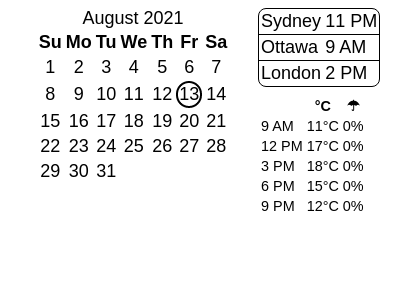 August 2021
Su Mo Tu We Th Fr Sa
1 2 3 4 5 6 7
8 9 10 11 12 13 14
15 16 17 18 19 20 21
22 23 24 25 26 27 28
29 30 31
Sydney 11 PM
Ottawa 9 AM
London 2 PM
°C ☂
9 AM 11°C 0%
12 PM 17°C 0%
3 PM 18°C 0%
6 PM 15°C 0%
9 PM 12°C 0%